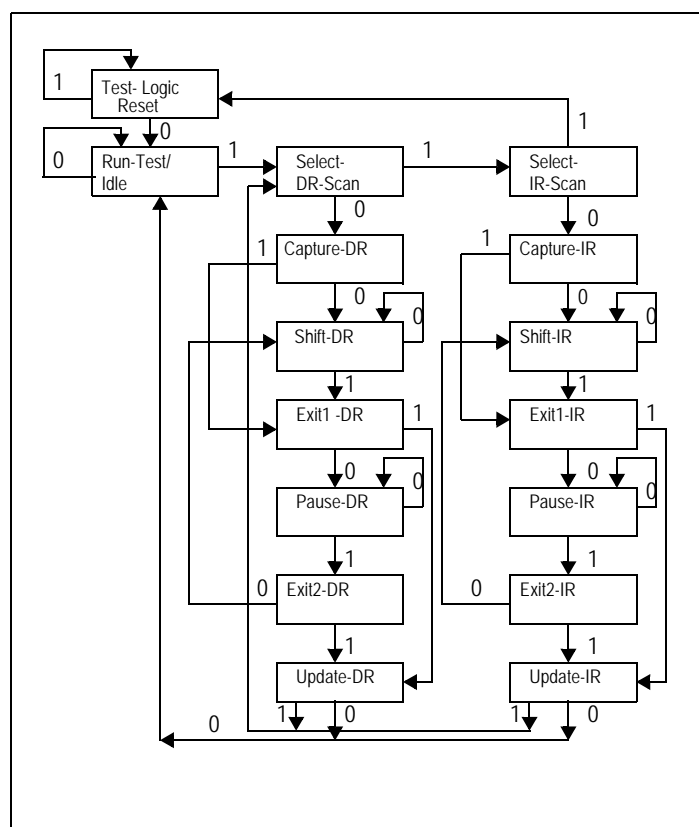 1
Test- Logic
Reset
0
1
0
Run-Test/
Idle
1
Select-
DR-Scan
1
Select-
IR-Scan
0
0
1
Capture-DR
1
Capture-IR
0
0
Shift-DR
0
Shift-IR
0
1
1
Exit1 -DR
1
Exit1-IR
1
0
0
Pause-DR
0
Pause-IR
0
1
1
0
Exit2-DR
0
Exit2-IR
1
1
Update-DR
Update-IR
0
1
0
1
0